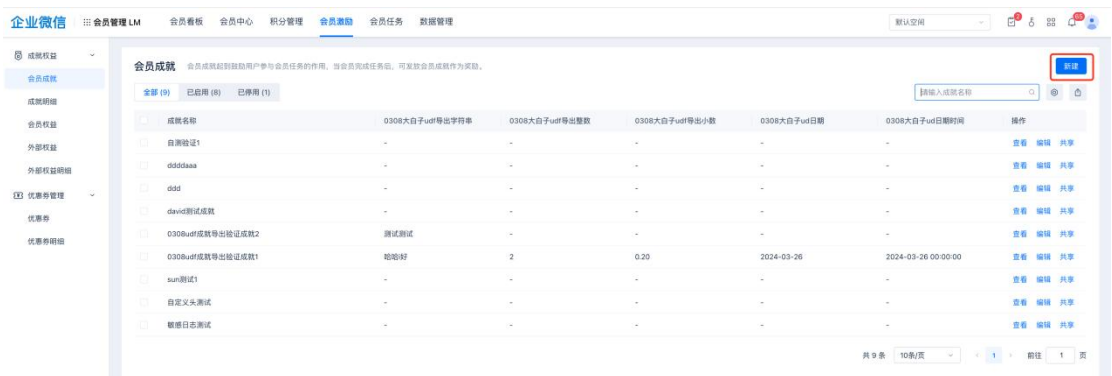 企业微信 会员管理 LM 会员看板 会员中心 积分管理 会员激励 会员任务 数据管理 默认空间 2 65
成就权益
会员成就
成就明细
会员权益
外部权益
外部权益明细
优惠券管理
优惠券
优惠券明细
会员成就 会员成就起到鼓励用户参与会员任务的作用，当会员完成任务后，可发放会员成就作为奖励。 新建
全部 (9) 已启用 (8) 已停用 (1) 请输入成就名称
成就名称 0308大白子udf导出字符串 0308大白子udf导出整数 0308大白子udf导出小数 0308大白子ud日期 0308大白子ud日期时间 操作
自测验证1 - - - - - 查看 编辑 共享
ddddaaa - - - - - 查看 编辑 共享
ddd - - - - - 查看 编辑 共享
david测试成就 - - - - - 查看 编辑 共享
0308udf成就导出验证成就2 测试测试 - - - - 查看 编辑 共享
0308udf成就导出验证成就1 哈哈好 2 0.20 2024-03-26 2024-03-26 00:00:00 查看 编辑 共享
sun测试1 - - - - - 查看 编辑 共享
自定义头测试 - - - - - 查看 编辑 共享
敏感日志测试 - - - - - 查看 编辑 共享
共 9 条 10条/页 1 前往 1 页